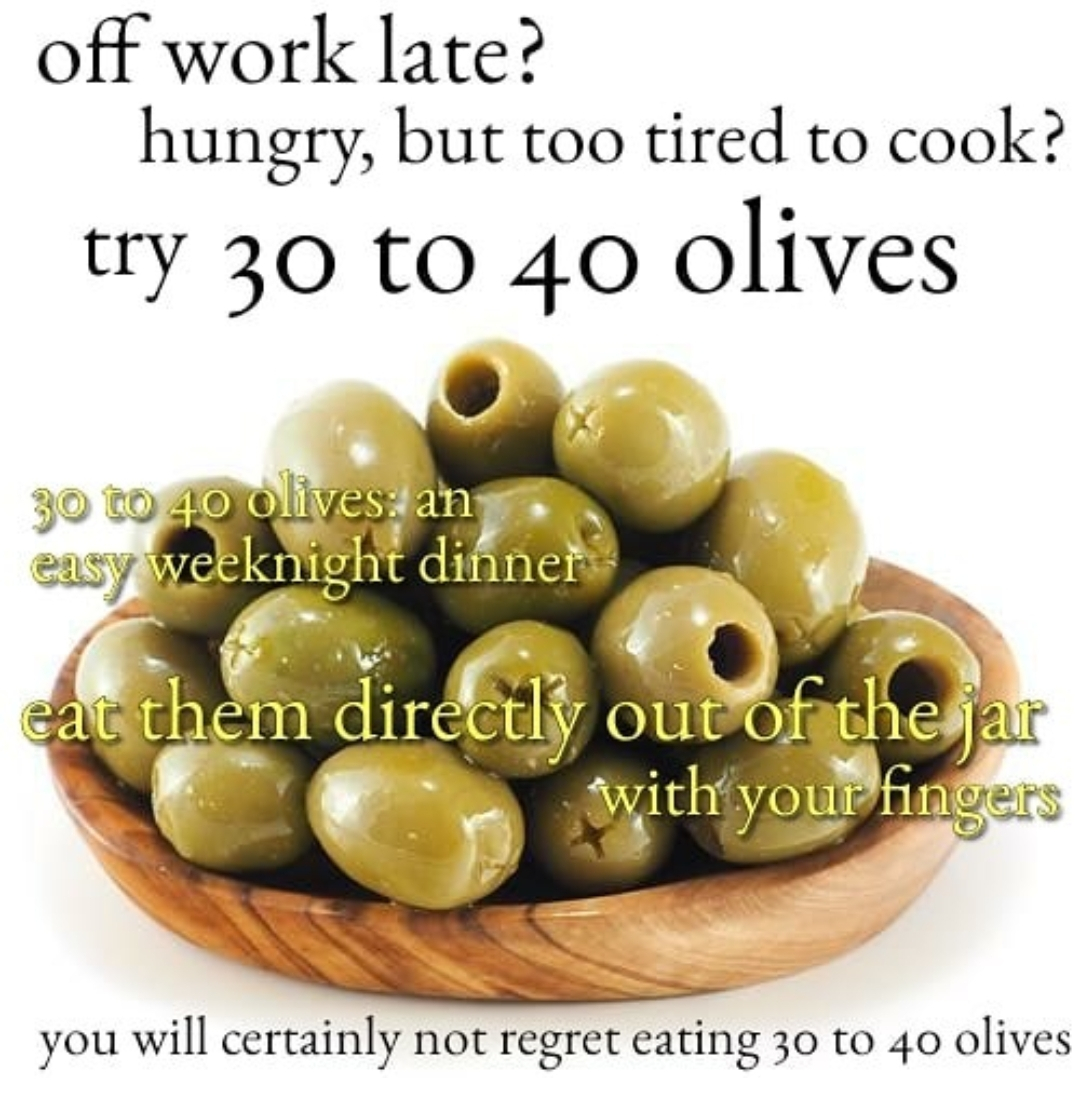 off work late?
hungry, but too tired to cook?
try 30 to 40 olives
30 to 40 olives: an
easy weeknight dinner
eat them directly out of the jar
with your fingers
you will certainly not regret eating 30 to 40 olives